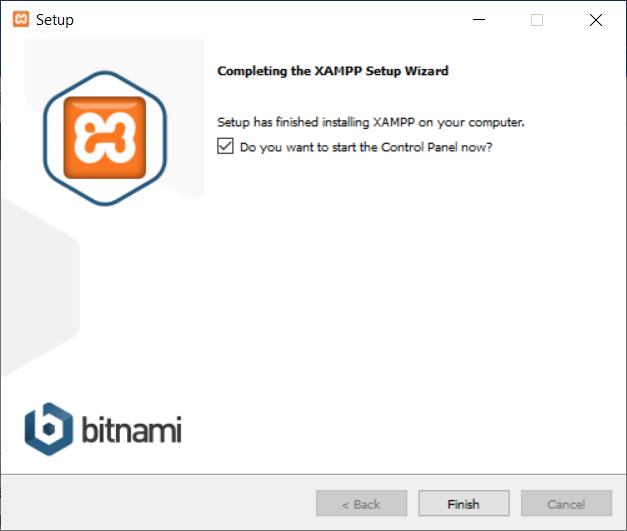 Setup
Completing the XAMPP Setup Wizard
Setup has finished installing XAMPP on your computer.
Do you want to start the Control Panel now?
bitnami
< Back
Finish
Cancel